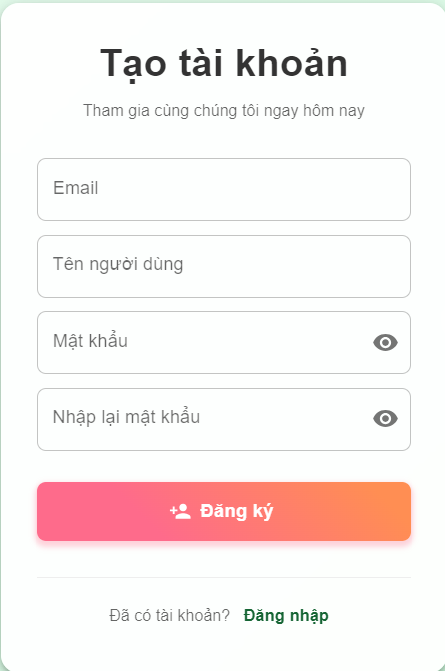 Tạo tài khoản
Tham gia cùng chúng tôi ngay hôm nay
Email
Tên người dùng
Mật khẩu
Nhập lại mật khẩu
Đăng ký
Đã có tài khoản? Đăng nhập